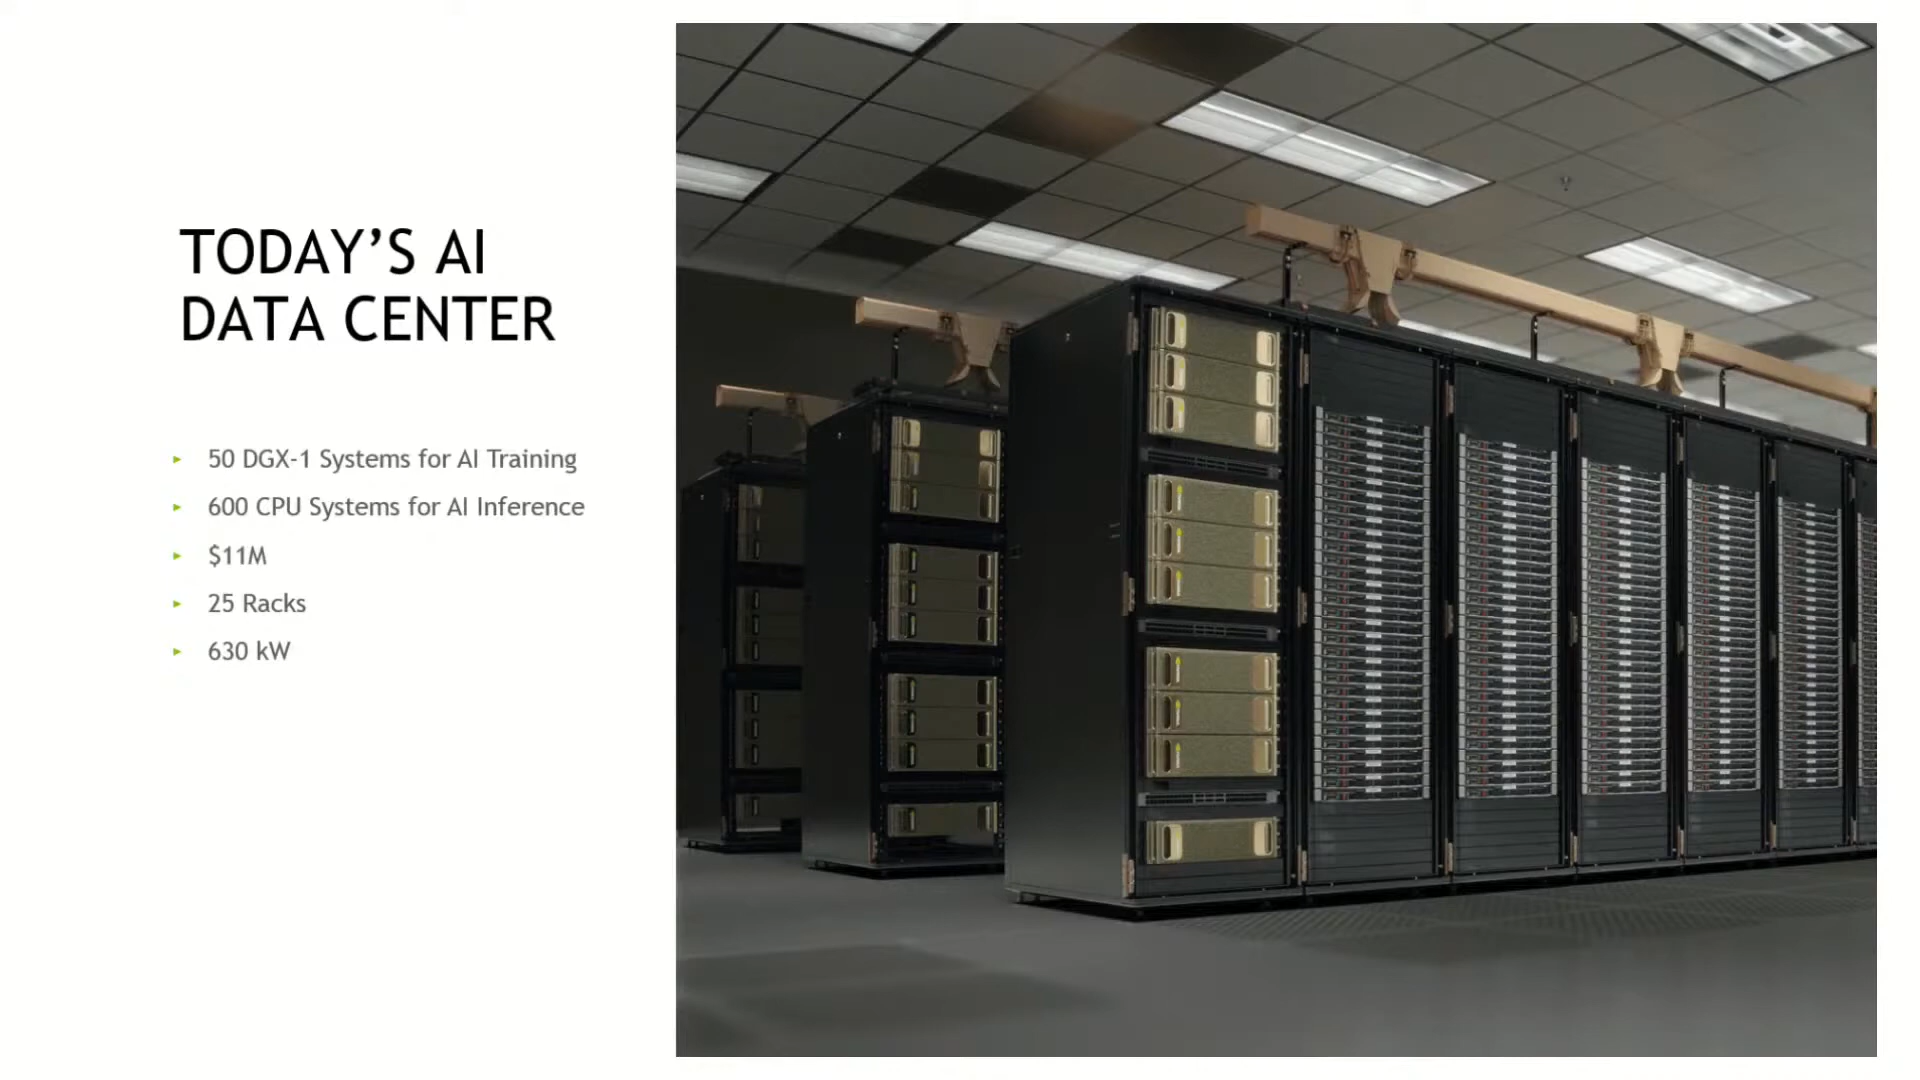 TODAY’S AI
DATA CENTER
50 DGX-1 Systems for AI Training
600 CPU Systems for AI Inference
$11M
25 Racks
630 kW